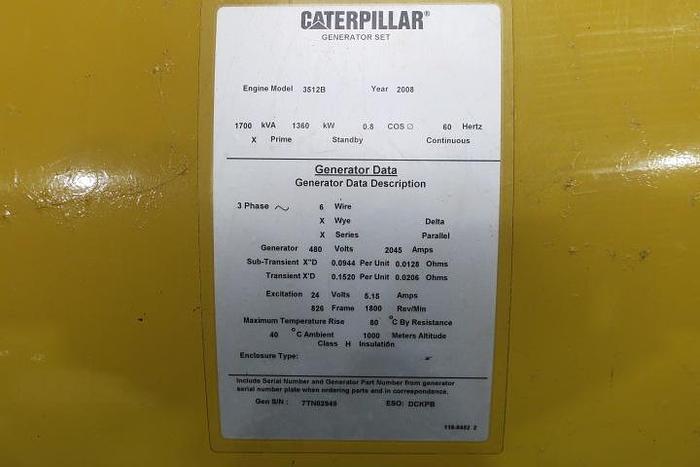 CATERPILLAR®
GENERATOR SET
Engine Model 3512B Year 2008
1700 kVA 1360 kW 0.8 COS ∅ 60 Hertz
X Prime Standby Continuous
Generator Data
Generator Data Description
3 Phase ~ 6 Wire
X Wye Delta
X Series Parallel
Generator 480 Volts 2045 Amps
Sub-Transient X"D 0.0944 Per Unit 0.0128 Ohms
Transient X'D 0.1520 Per Unit 0.0206 Ohms
Excitation 24 Volts 5.15 Amps
826 Frame 1800 Rev/Min
Maximum Temperature Rise 80 °C By Resistance
40 °C Ambient 1000 Meters Altitude
Class H Insulation
Enclosure Type:
Include Serial Number and Generator Part Number from generator
serial number plate when ordering parts and in correspondance.
Gen S/N : 7TN02949 ESO: DCKPB
116-8482 2